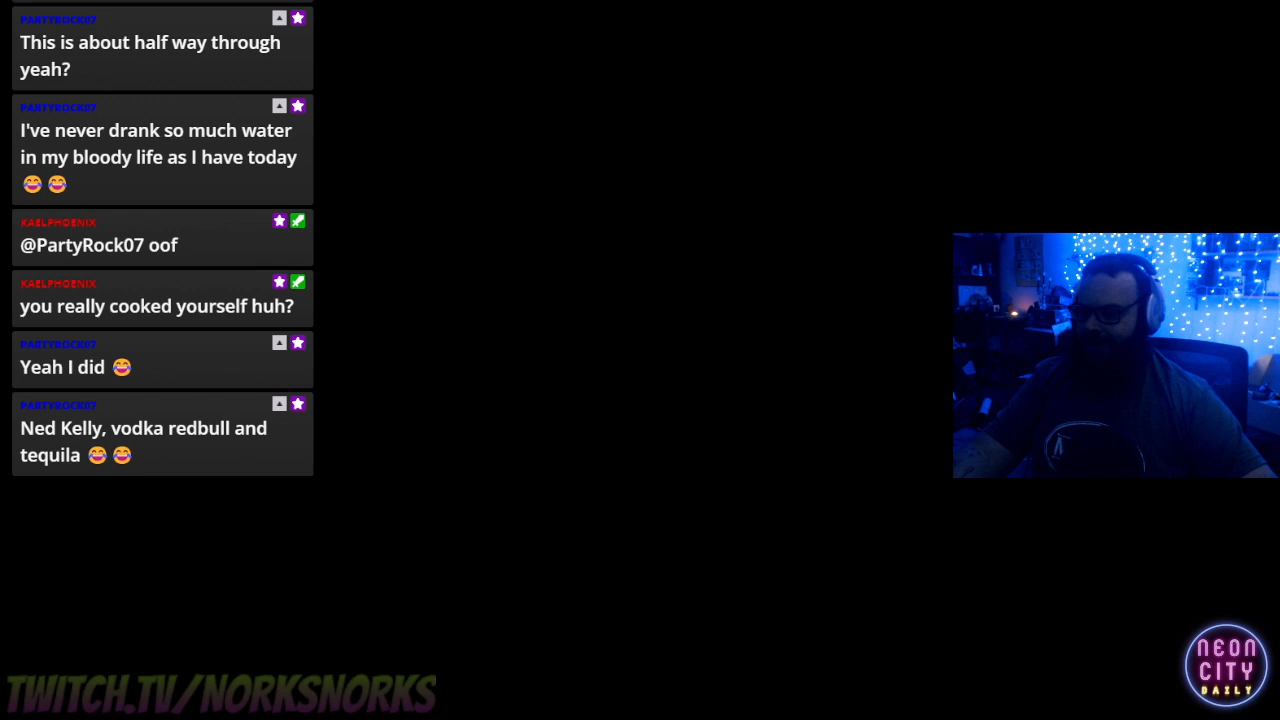 PARTYROCK07
This is about half way through
yeah?
PARTYROCK07
I've never drank so much water
in my bloody life as I have today
KAELPHOENIX
@PartyRock07 oof
KAELPHOENIX
you really cooked yourself huh?
PARTYROCK07
Yeah I did
PARTYROCK07
Ned Kelly, vodka redbull and
tequila
TWITCH.TV/NORKSNORKS
NEON
CITY
DAILY